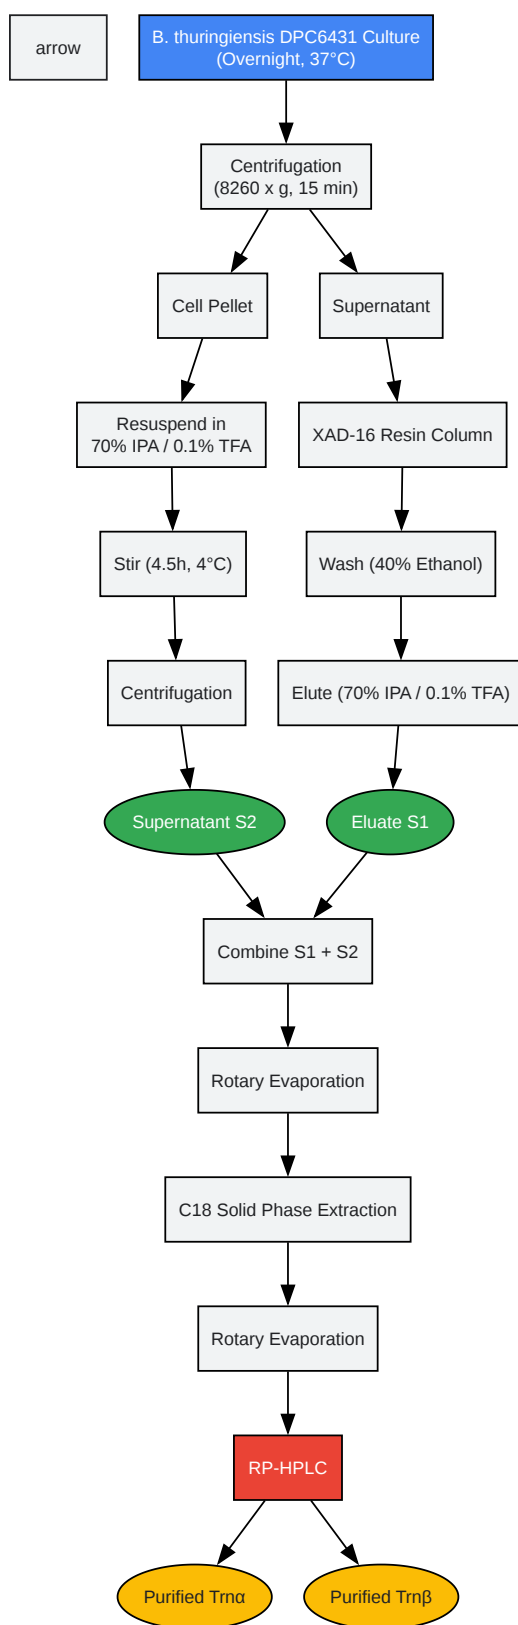 arrow
B. thuringiensis DPC6431 Culture
(Overnight, 37°C)
Centrifugation
(8260 x g, 15 min)
Cell Pellet
Supernatant
Resuspend in
70% IPA / 0.1% TFA
XAD-16 Resin Column
Stir (4.5h, 4°C)
Wash (40% Ethanol)
Centrifugation
Elute (70% IPA / 0.1% TFA)
Supernatant S2
Eluate S1
Combine S1 + S2
Rotary Evaporation
C18 Solid Phase Extraction
Rotary Evaporation
RP-HPLC
Purified Trnα
Purified Trnβ